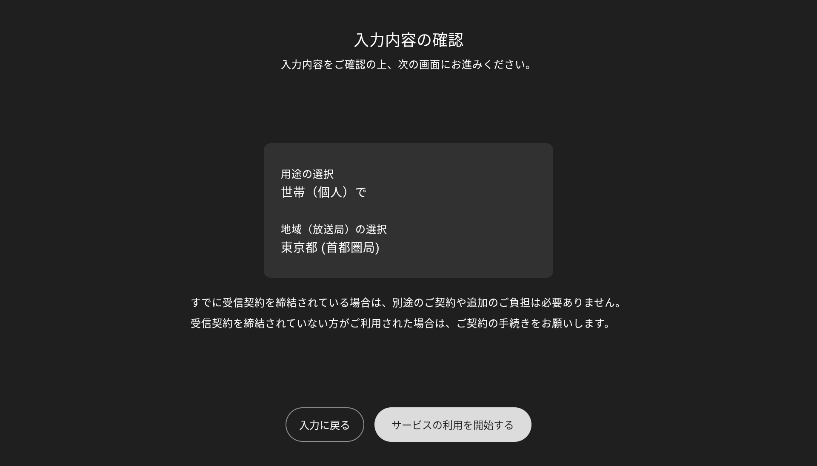 入力内容の確認
入力内容をご確認の上、次の画面にお進みください。
用途の選択
世帯（個人）で
地域（放送局）の選択
東京都 (首都圏局)
すでに受信契約を締結されている場合は、別途のご契約や追加のご負担は必要ありません。
受信契約を締結されていない方がご利用された場合は、ご契約の手続きをお願いします。
入力に戻る
サービスの利用を開始する